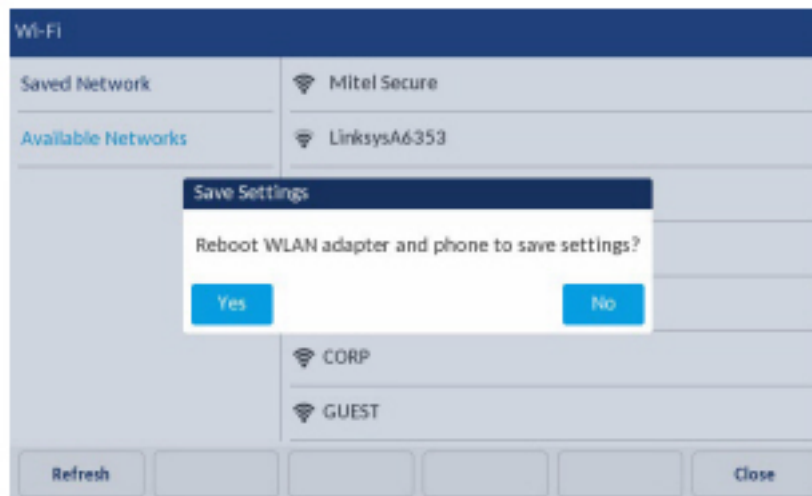 Wi-Fi
Saved Network
Mitel Secure
Available Networks
LinksysA6353
Save Settings
Reboot WLAN adapter and phone to save settings?
Yes
No
CORP
GUEST
Refresh
Close